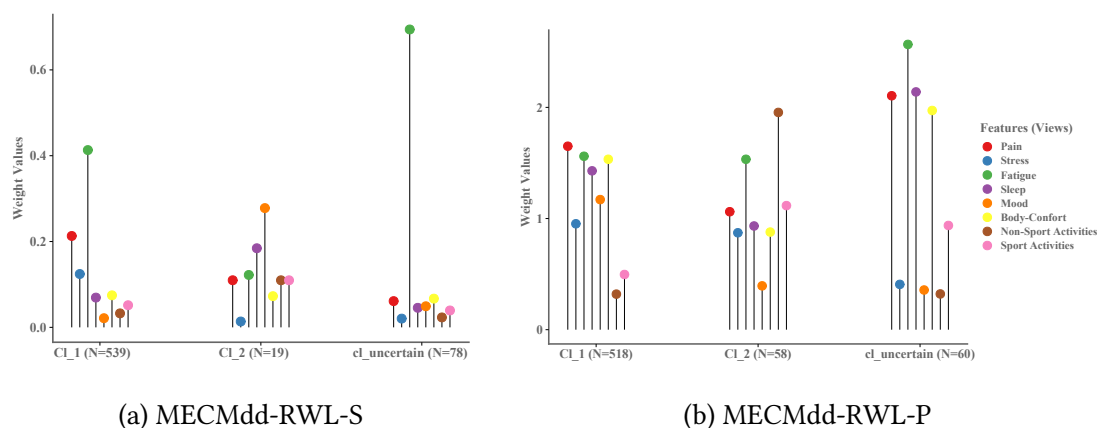 0.6
0.4
0.2
0.0
Weight Values
Cl_1 (N=539)
Cl_2 (N=19)
cl_uncertain (N=78)
(a) MECMdd-RWL-S
2
1
0
Weight Values
Cl_1 (N=518)
Cl_2 (N=58)
cl_uncertain (N=60)
(b) MECMdd-RWL-P
Features (Views)
Pain
Stress
Fatigue
Sleep
Mood
Body-Confort
Non-Sport Activities
Sport Activities